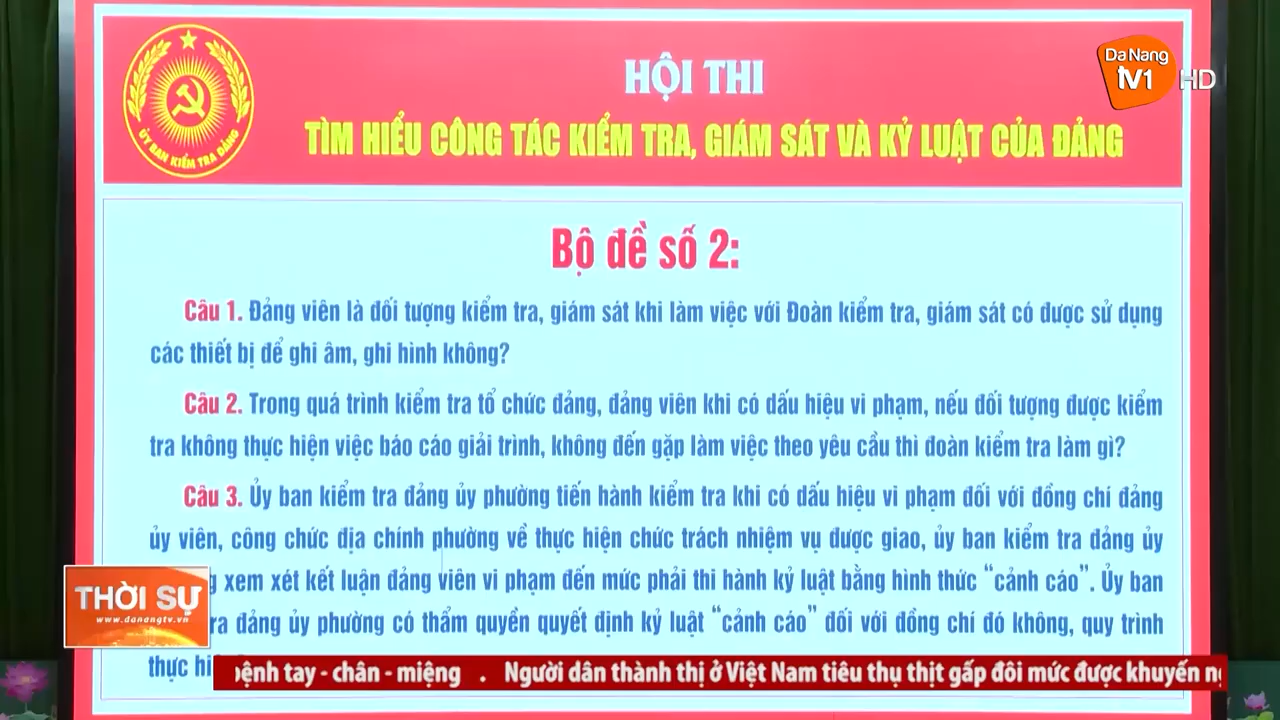 DaNang
TV1 HD
HỘI THI
TÌM HIỂU CÔNG TÁC KIỂM TRA, GIÁM SÁT VÀ KỶ LUẬT CỦA ĐẢNG
ỦY BAN KIỂM TRA ĐẢNG
Bộ đề số 2:
Câu 1. Đảng viên là đối tượng kiểm tra, giám sát khi làm việc với Đoàn kiểm tra, giám sát có được sử dụng
các thiết bị để ghi âm, ghi hình không?
Câu 2. Trong quá trình kiểm tra tổ chức đảng, đảng viên khi có dấu hiệu vi phạm, nếu đối tượng được kiểm
tra không thực hiện việc báo cáo giải trình, không đến gặp làm việc theo yêu cầu thì đoàn kiểm tra làm gì?
Câu 3. Ủy ban kiểm tra đảng ủy phường tiến hành kiểm tra khi có dấu hiệu vi phạm đối với đồng chí đảng
ủy viên, công chức địa chính phường về thực hiện chức trách nhiệm vụ được giao, ủy ban kiểm tra đảng ủy
xem xét kết luận đảng viên vi phạm đến mức phải thi hành kỷ luật bằng hình thức “cảnh cáo”. Ủy ban
đảng ủy phường có thẩm quyền quyết định kỷ luật “cảnh cáo” đối với đồng chí đó không, quy trình
thực
THỜI SỰ
www.danangtv.vn
bệnh tay - chân - miệng . Người dân thành thị ở Việt Nam tiêu thụ thịt gấp đôi mức được khuyến